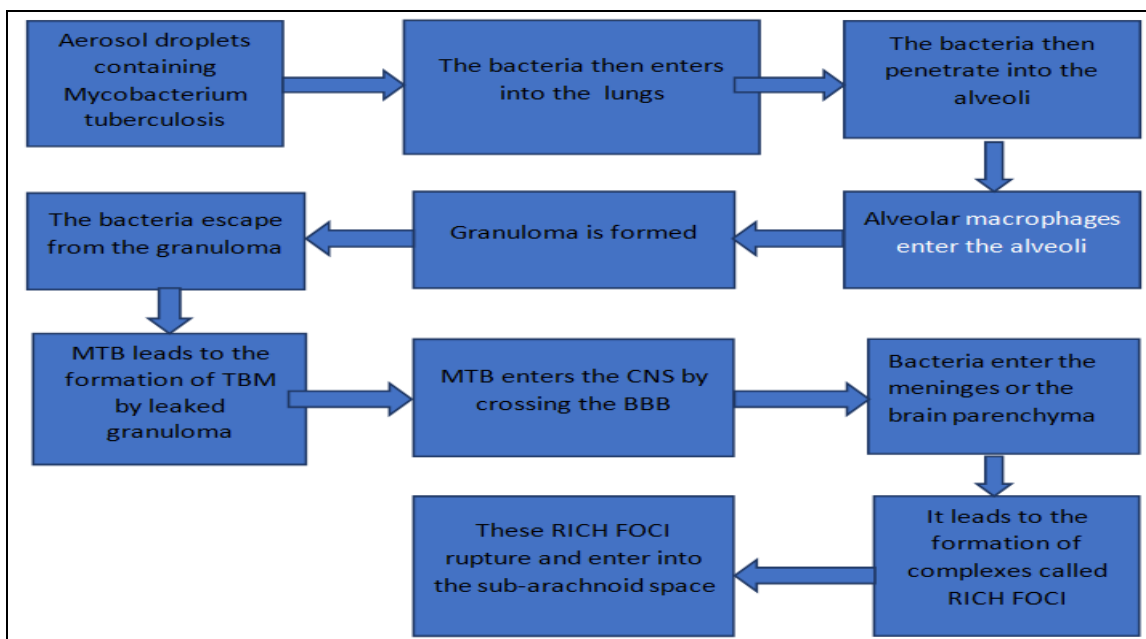 Aerosol droplets
containing
Mycobacterium
tuberculosis
The bacteria then enters
into the lungs
The bacteria then
penetrate into the
alveoli
Alveolar macrophages
enter the alveoli
Granuloma is formed
The bacteria escape
from the granuloma
MTB leads to the
formation of TBM
by leaked
granuloma
MTB enters the CNS by
crossing the BBB
Bacteria enter the
meninges or the
brain parenchyma
It leads to the
formation of
complexes called
RICH FOCI
These RICH FOCI
rupture and enter into
the sub-arachnoid space